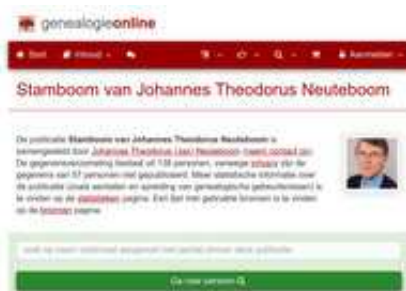 genealogieonline
Start Inhoud Aanmelden
Stamboom van Johannes Theodorus Neuteboom
De publicatie Stamboom van Johannes Theodorus Neuteboom is
samengesteld door Johannes Theodorus (Jan) Neuteboom (neem contact op).
De gegevensverzameling bestaat uit 138 personen, vanwege privacy zijn de
gegevens van 57 personen niet gepubliceerd. Meer statistische informatie over
de publicatie (zoals aantallen en spreiding van genealogische gebeurtenissen) is
te vinden op de statistieken pagina. Een lijst met gebruikte bronnen is te vinden
op de bronnen pagina.
Ga naar persoon